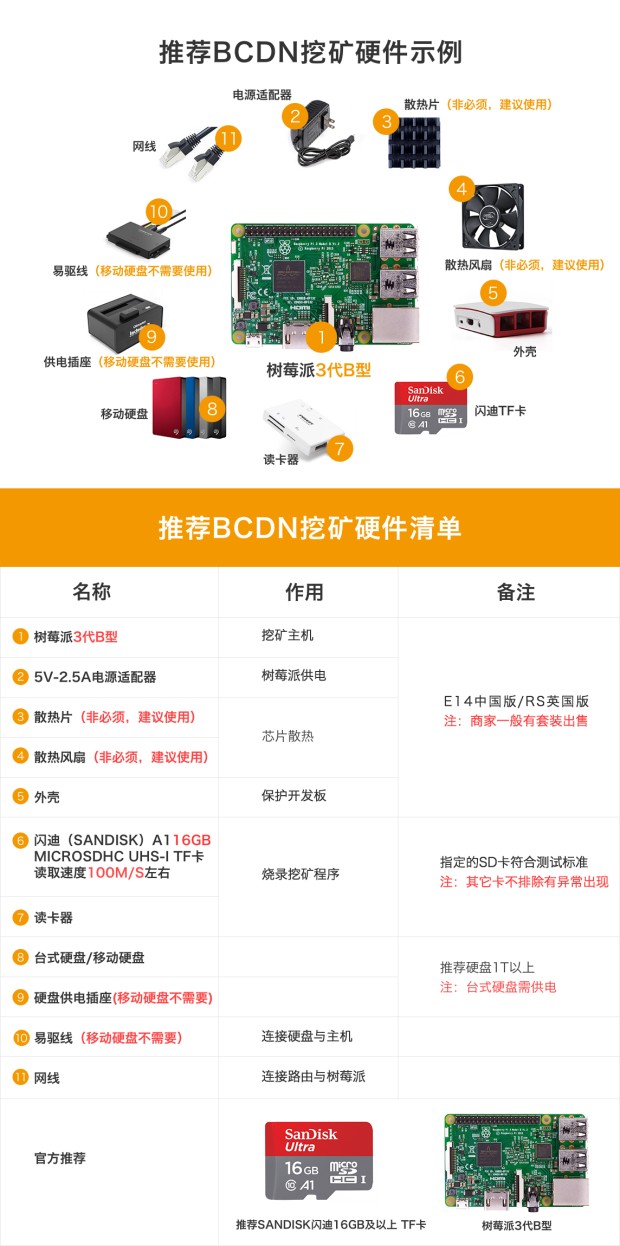 推荐BCDN挖矿硬件示例
电源适配器
2
散热片（非必须，建议使用）
3
网线
11
10
4
易驱线（移动硬盘不需要使用）
散热风扇（非必须，建议使用）
5
9
1
外壳
供电插座（移动硬盘不需要使用）
树莓派3代B型
6
移动硬盘
8
SanDisk
Ultra
16GB
micro
SD
HC I
A1
闪迪TF卡
读卡器
7
推荐BCDN挖矿硬件清单
名称
作用
备注
1 树莓派3代B型
挖矿主机
2 5V-2.5A电源适配器
树莓派供电
E14中国版/RS英国版
注：商家一般有套装出售
3 散热片（非必须，建议使用）
芯片散热
4 散热风扇（非必须，建议使用）
5 外壳
保护开发板
6 闪迪（SANDISK）A116GB
MICROSDHC UHS-I TF卡
读取速度100M/S左右
烧录挖矿程序
指定的SD卡符合测试标准
注：其它卡不排除有异常出现
7 读卡器
8 台式硬盘/移动硬盘
推荐硬盘1T以上
注：台式硬盘需供电
9 硬盘供电插座(移动硬盘不需要)
10 易驱线（移动硬盘不需要）
连接硬盘与主机
11 网线
连接路由与树莓派
官方推荐
SanDisk
Ultra
16GB
micro
SD
HC I
A1
推荐SANDISK闪迪16GB及以上 TF卡
树莓派3代B型